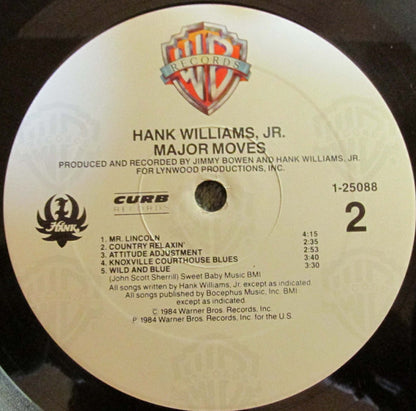 WB
RECORDS
HANK WILLIAMS, JR.
MAJOR MOVES
PRODUCED AND RECORDED BY JIMMY BOWEN AND HANK WILLIAMS, JR.
FOR LYNWOOD PRODUCTIONS, INC.
HANK
CURB
RECORDS
1-25088
2
1. MR. LINCOLN 4:15
2. COUNTRY RELAXIN' 2:35
3. ATTITUDE ADJUSTMENT 2:53
4. KNOXVILLE COURTHOUSE BLUES 3:40
5. WILD AND BLUE 3:30
(John Scott Sherrill) Sweet Baby Music BMI
All songs written by Hank Williams, Jr. except as indicated.
All songs published by Bocephus Music, Inc. BMI
except as indicated.
© 1984 Warner Bros. Records, Inc.
℗ 1984 Warner Bros. Records, Inc. for the U.S.